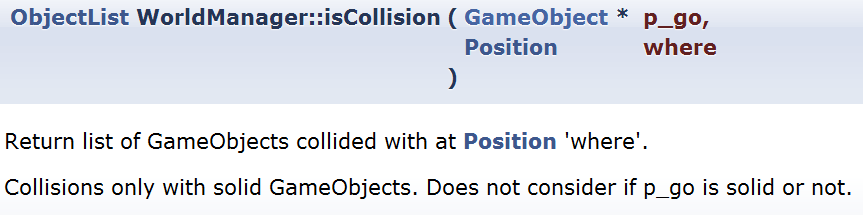 ObjectList WorldManager::isCollision ( GameObject * p_go,
Position where
)
Return list of GameObjects collided with at Position 'where'.
Collisions only with solid GameObjects. Does not consider if p_go is solid or not.